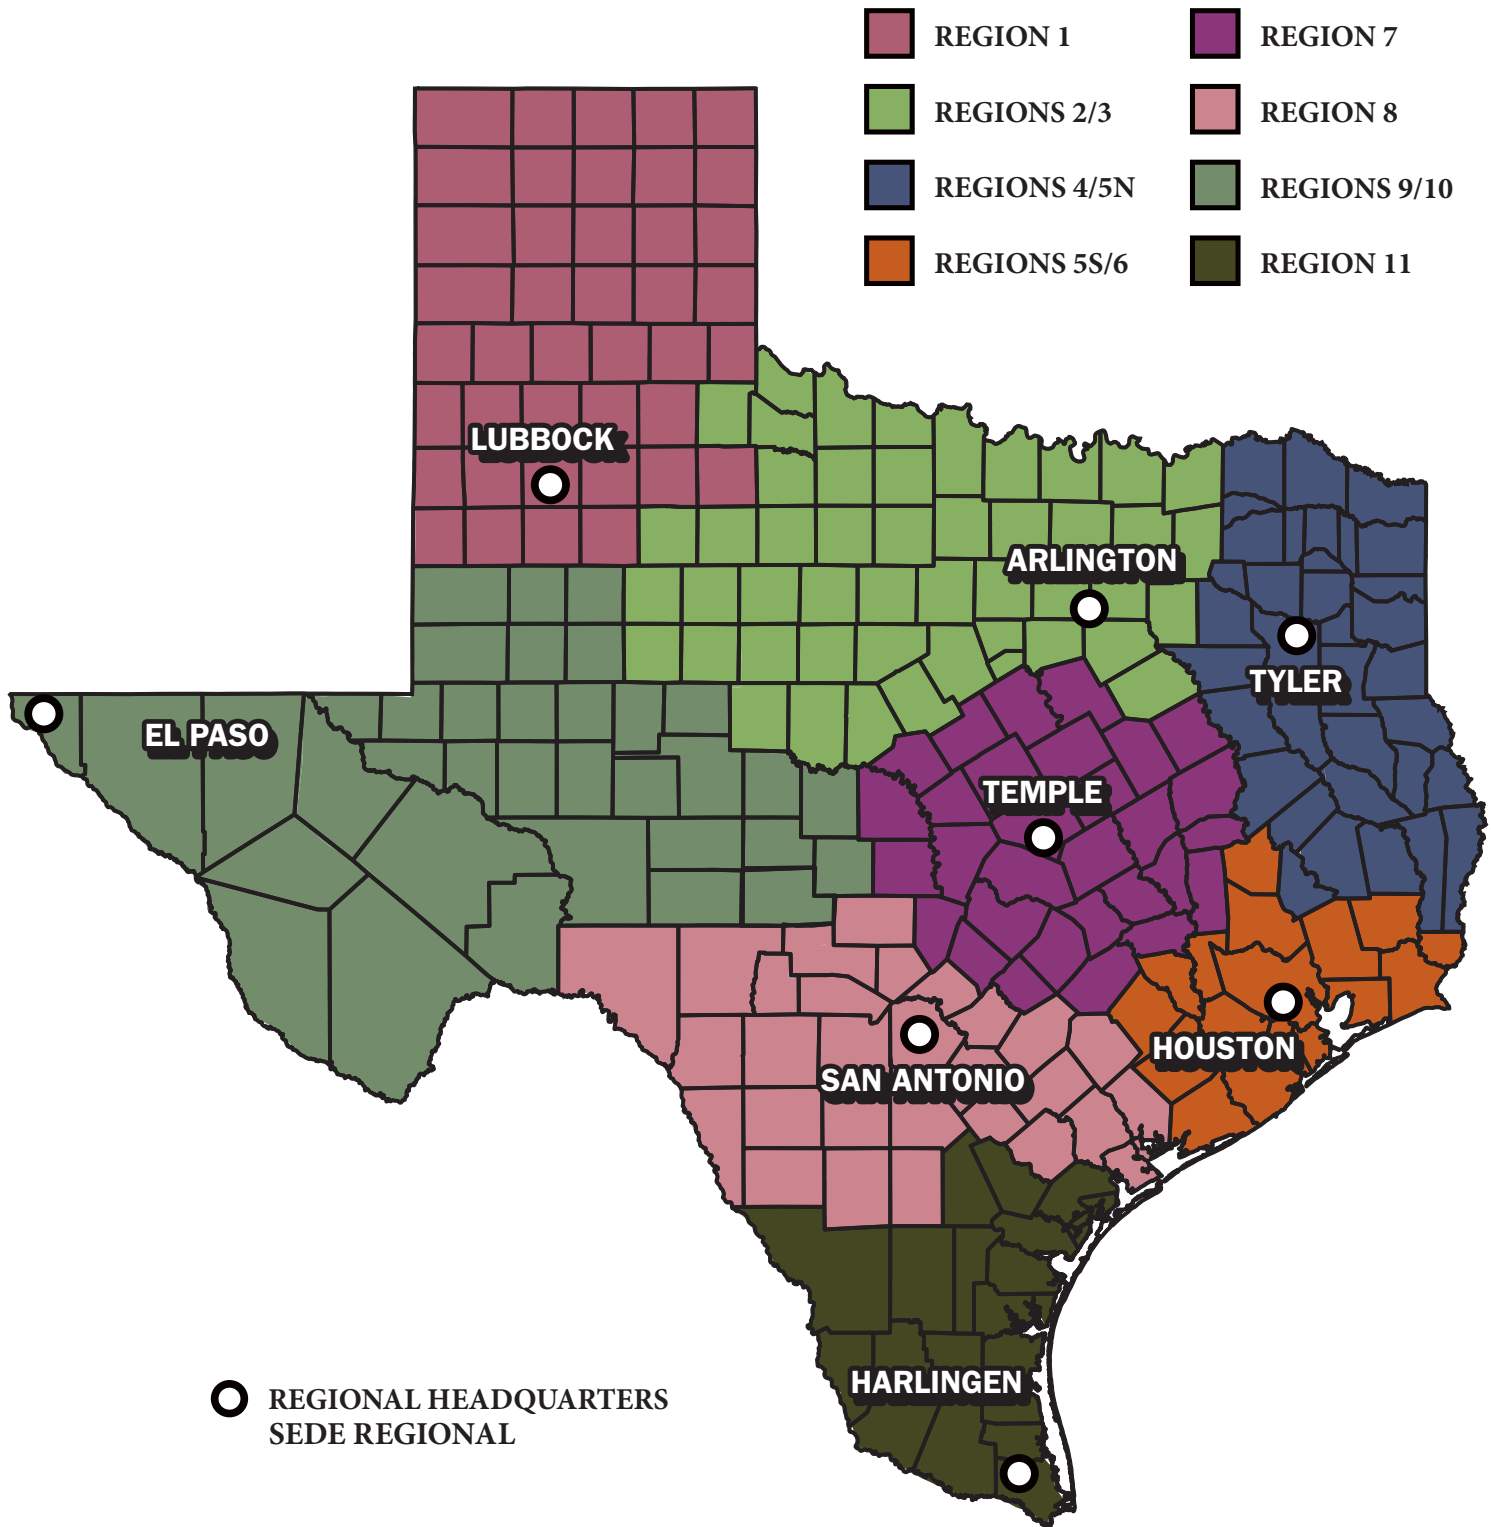 REGION 1
REGIONS 2/3
REGIONS 4/5N
REGIONS 5S/6
REGION 7
REGION 8
REGIONS 9/10
REGION 11
LUBBOCK
ARLINGTON
TYLER
EL PASO
TEMPLE
HOUSTON
SAN ANTONIO
HARLINGEN
REGIONAL HEADQUARTERS
SEDE REGIONAL